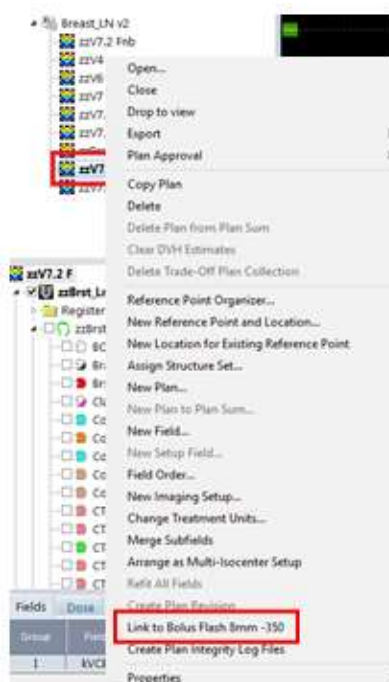 Breast_LN v2
zzV7.2 Fnb
zzV4
zzV6
zzV7
zzV7.
zzV7.
zzV7
zzV7.
Open...
Close
Drop to view
Export
Plan Approval
Copy Plan
Delete
Delete Plan from Plan Sum
Clear DVH Estimates
Delete Trade-Off Plan Collection
Reference Point Organizer...
New Reference Point and Location...
New Location for Existing Reference Point
Assign Structure Set...
New Plan...
New Plan to Plan Sum...
New Field...
New Setup Field...
Field Order...
New Imaging Setup...
Change Treatment Units...
Merge Subfields
Arrange as Multi-Isocenter Setup
Refit All Fields
Create Plan Revision
Link to Bolus Flash 8mm -350
Create Plan Integrity Log Files
Properties
zzV7.2 F
zzBrst_Ln
Register
zzBrst
BC
Br
Br
Cla
Co
Co
Co
Co
Co
CT
CT
CT
CT
CT
Fields
Dose
Group
Field
1
kVCB